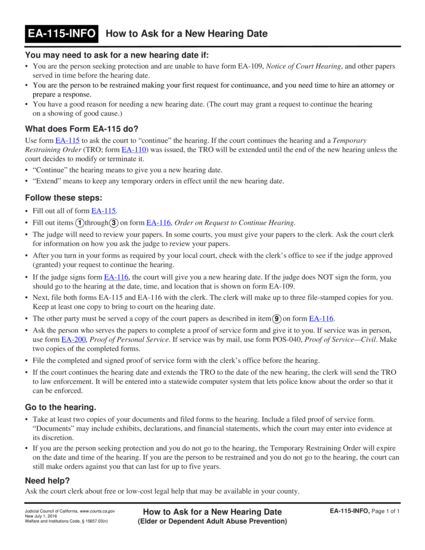 EA-115-INFO How to Ask for a New Hearing Date
You may need to ask for a new hearing date if:
• You are the person seeking protection and are unable to have form EA-109, Notice of Court Hearing, and other papers
served in time before the hearing date.
• You are the person to be restrained making your first request for continuance, and you need time to hire an attorney or
prepare a response.
• You have a good reason for needing a new hearing date. (The court may grant a request to continue the hearing
on a showing of good cause.)
What does Form EA-115 do?
Use form EA-115 to ask the court to “continue” the hearing. If the court continues the hearing and a Temporary
Restraining Order (TRO; form EA-110) was issued, the TRO will be extended until the end of the new hearing unless the
court decides to modify or terminate it.
• “Continue” the hearing means to give you a new hearing date.
• “Extend” means to keep any temporary orders in effect until the new hearing date.
Follow these steps:
• Fill out all of form EA-115.
• Fill out items 1 through 3 on form EA-116, Order on Request to Continue Hearing.
• The judge will need to review your papers. In some courts, you must give your papers to the clerk. Ask the court clerk
for information on how you ask the judge to review your papers.
• After you turn in your forms as required by your local court, check with the clerk’s office to see if the judge approved
(granted) your request to continue the hearing.
• If the judge signs form EA-116, the court will give you a new hearing date. If the judge does NOT sign the form, you
should go to the hearing at the date, time, and location that is shown on form EA-109.
• Next, file both forms EA-115 and EA-116 with the clerk. The clerk will make up to three file-stamped copies for you.
Keep at least one copy to bring to court on the hearing date.
• The other party must be served a copy of the court papers as described in item 9 on form EA-116.
• Ask the person who serves the papers to complete a proof of service form and give it to you. If service was in person,
use form EA-200, Proof of Personal Service. If service was by mail, use form POS-040, Proof of Service—Civil. Make
two copies of the completed forms.
• File the completed and signed proof of service form with the clerk’s office before the hearing.
• If the court continues the hearing date and extends the TRO to the date of the new hearing, the clerk will send the TRO
to law enforcement. It will be entered into a statewide computer system that lets police know about the order so that it
can be enforced.
Go to the hearing.
• Take at least two copies of your documents and filed forms to the hearing. Include a filed proof of service form.
“Documents” may include exhibits, declarations, and financial statements, which the court may enter into evidence at
its discretion.
• If you are the person seeking protection and you do not go to the hearing, the Temporary Restraining Order will expire
on the date and time of the hearing. If you are the person to be restrained and you do not go to the hearing, the court can
still make orders against you that can last for up to five years.
Need help?
Ask the court clerk about free or low-cost legal help that may be available in your county.
Judicial Council of California, www.courts.ca.gov
New July 1, 2016
Welfare and Institutions Code, § 15657.03(n)
How to Ask for a New Hearing Date
(Elder or Dependent Adult Abuse Prevention)
EA-115-INFO, Page 1 of 1